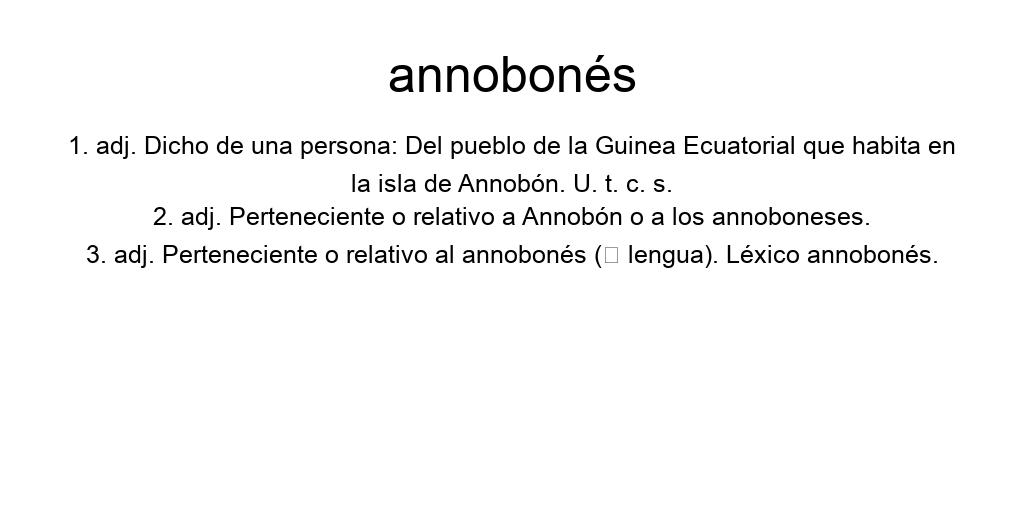 annobonés
1. adj. Dicho de una persona: Del pueblo de la Guinea Ecuatorial que habita en
la isla de Annobón. U. t. c. s.
2. adj. Perteneciente o relativo a Annobón o a los annoboneses.
3. adj. Perteneciente o relativo al annobonés (□ lengua). Léxico annobonés.